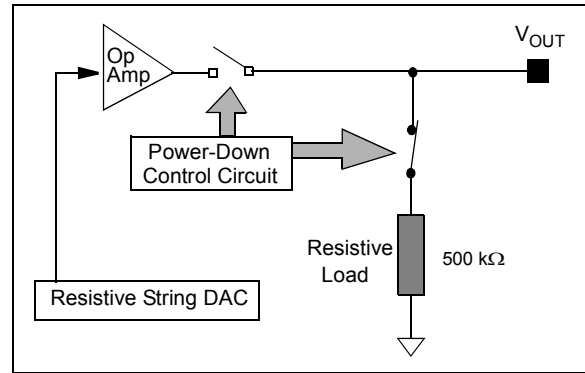 Op
Amp
VOUT
Power-Down
Control Circuit
Resistive
Load
500 kΩ
Resistive String DAC